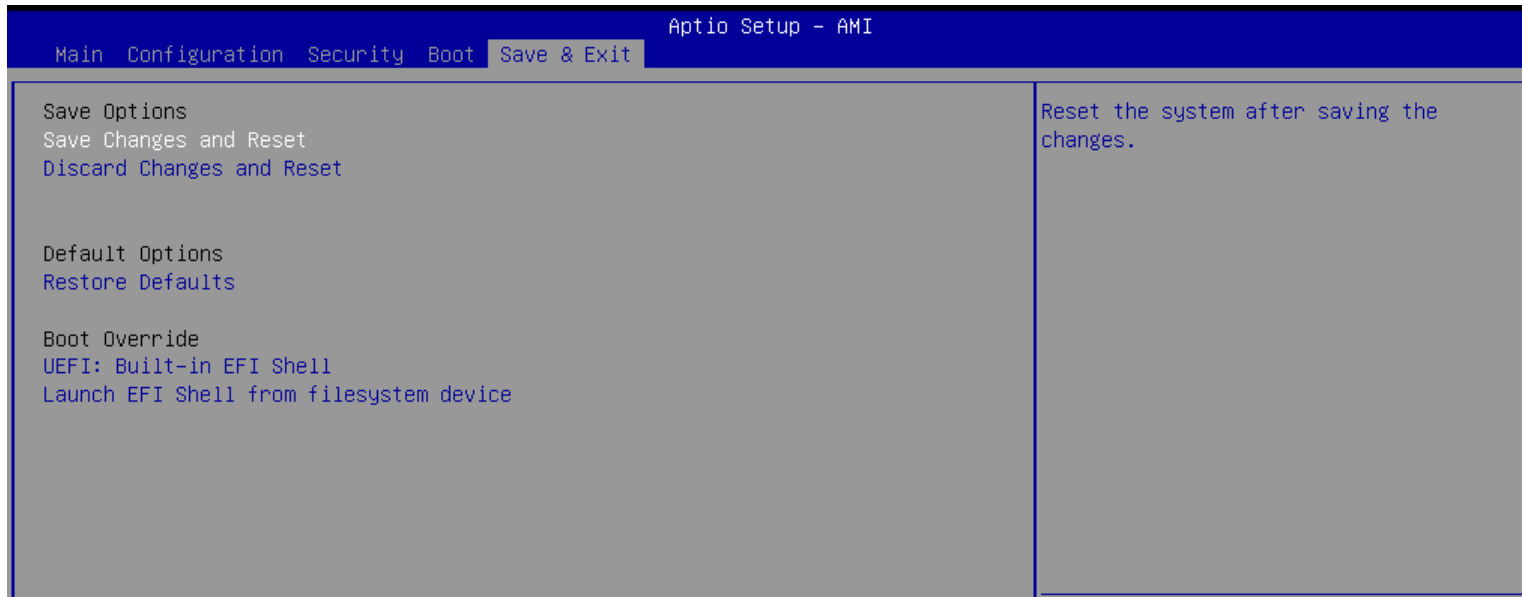 Aptio Setup – AMI
Main Configuration Security Boot Save & Exit
Save Options
Save Changes and Reset
Discard Changes and Reset
Default Options
Restore Defaults
Boot Override
UEFI: Built-in EFI Shell
Launch EFI Shell from filesystem device
Reset the system after saving the
changes.